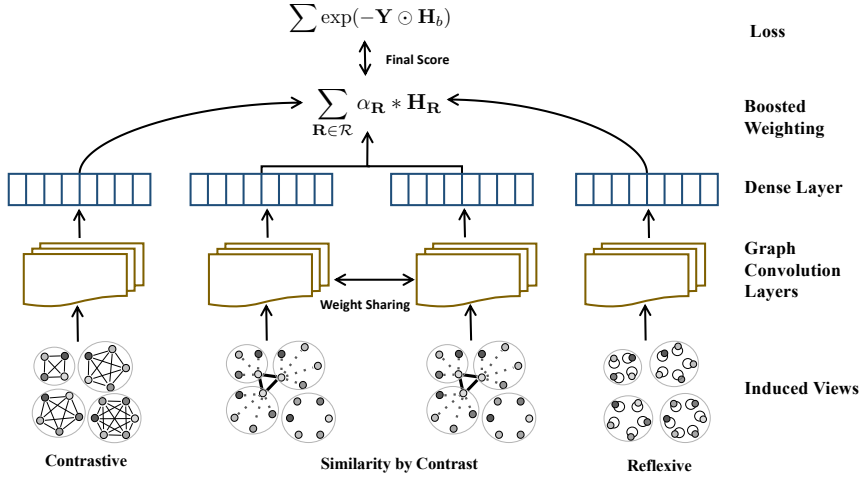 ∑ exp(−Y ⊙ H_b)
Loss
Final Score
∑ α_R * H_R
R∈ℛ
Boosted
Weighting
Dense Layer
Graph
Convolution
Layers
Weight Sharing
Induced Views
Contrastive
Similarity by Contrast
Reflexive